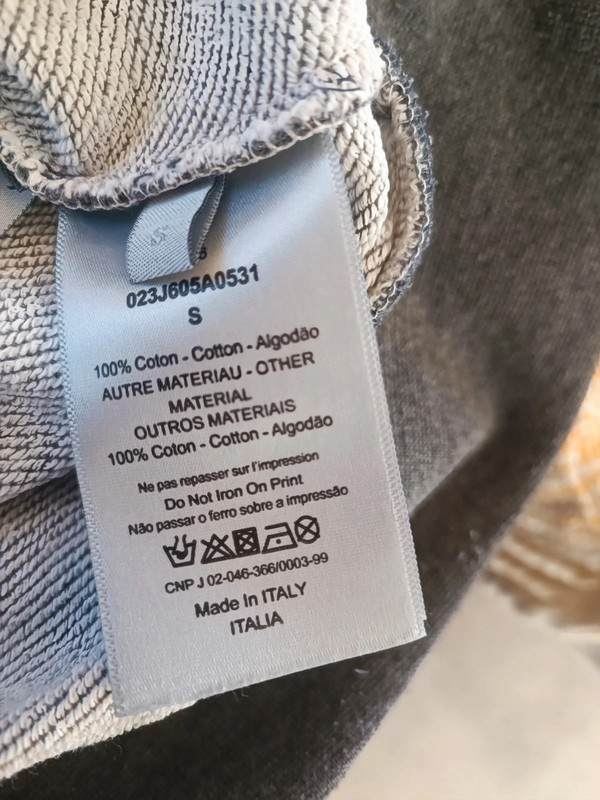 023J605A0531
S
100% Coton - Cotton - Algodão
AUTRE MATERIAU - OTHER
MATERIAL
OUTROS MATERIAIS
100% Coton - Cotton - Algodão
Ne pas repasser sur l'impression
Do Not Iron On Print
Não passar o ferro sobre a impressão
CNP J 02-046-366/0003-99
Made In ITALY
ITALIA